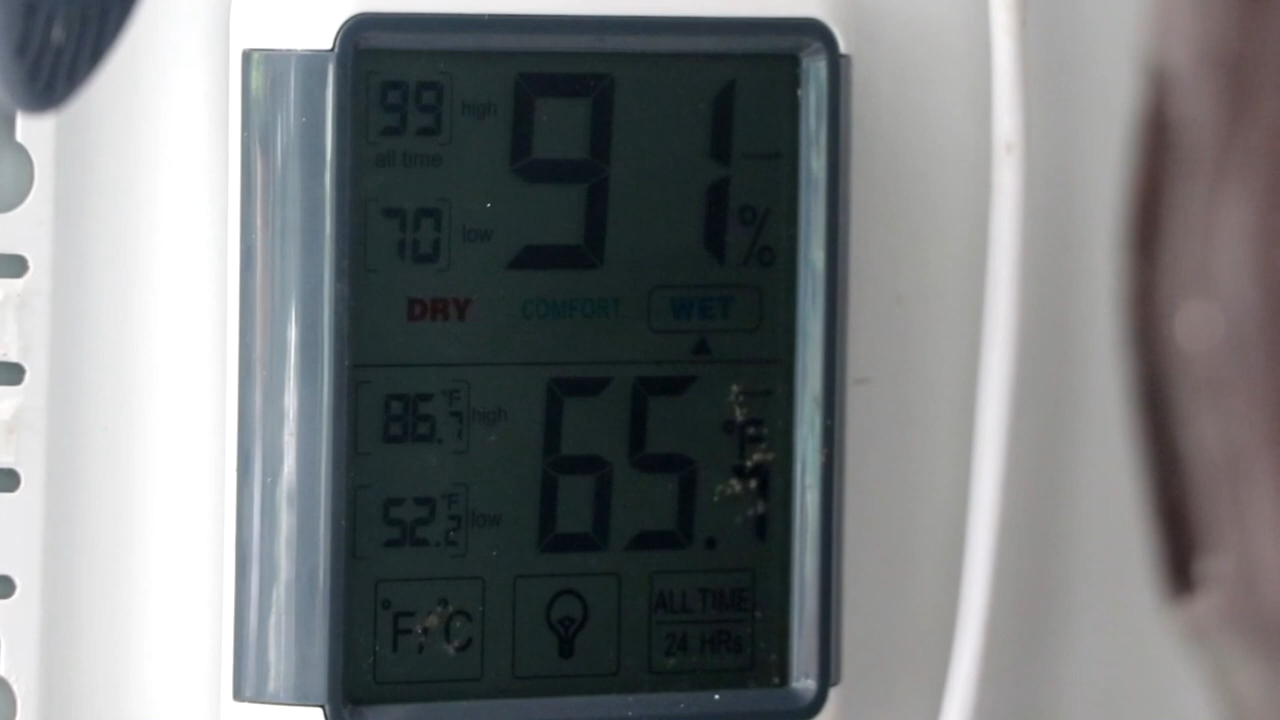 99 high 91%
all time
70 low
DRY COMFORT WET
86.7°F high 65.
52.2°F low °F
°F/°C ALL TIME
24 HRs